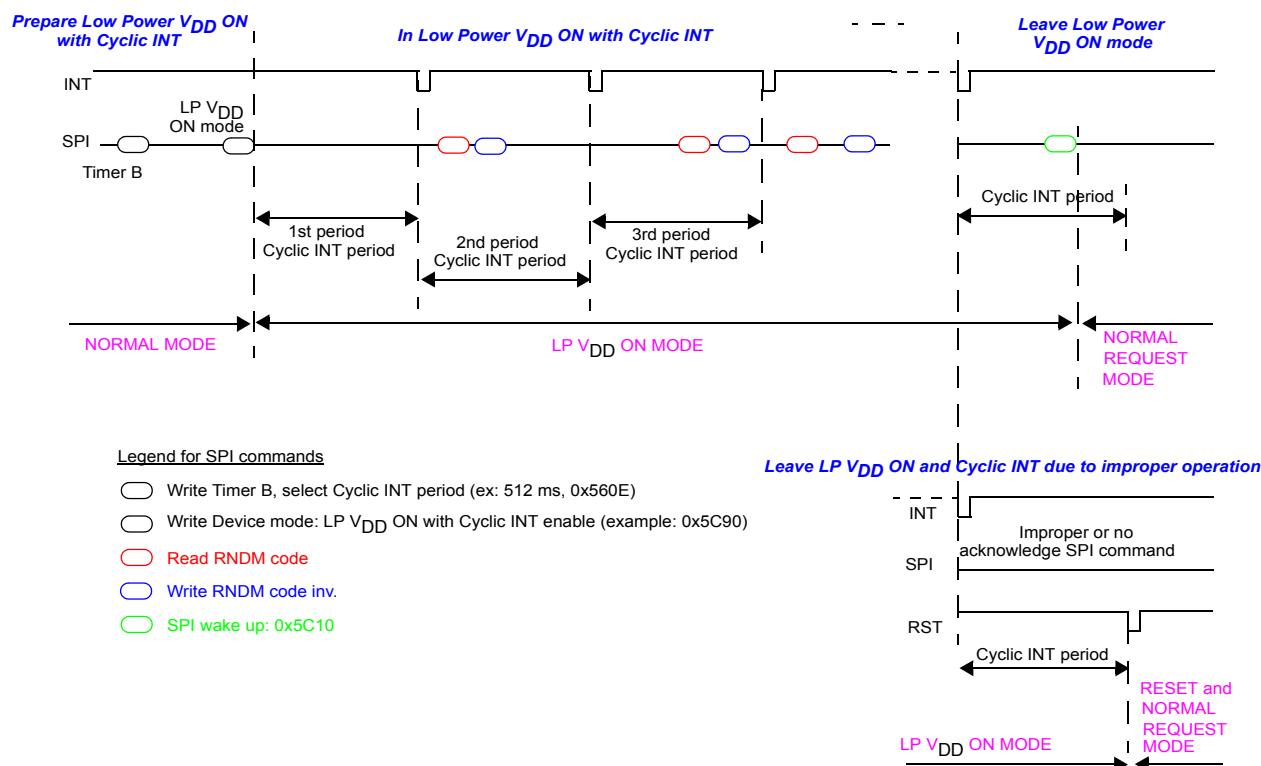 Prepare Low Power VDD ON
with Cyclic INT
In Low Power VDD ON with Cyclic INT
Leave Low Power
VDD ON mode
INT
LP VDD
ON mode
SPI
Timer B
1st period
Cyclic INT period
2nd period
Cyclic INT period
3rd period
Cyclic INT period
Cyclic INT period
NORMAL MODE
LP VDD ON MODE
NORMAL
REQUEST
MODE
Legend for SPI commands
Write Timer B, select Cyclic INT period (ex: 512 ms, 0x560E)
Write Device mode: LP VDD ON with Cyclic INT enable (example: 0x5C90)
Read RNDM code
Write RNDM code inv.
SPI wake up: 0x5C10
Leave LP VDD ON and Cyclic INT due to improper operation
INT
Improper or no
acknowledge SPI command
SPI
RST
Cyclic INT period
RESET and
NORMAL
REQUEST
MODE
LP VDD ON MODE